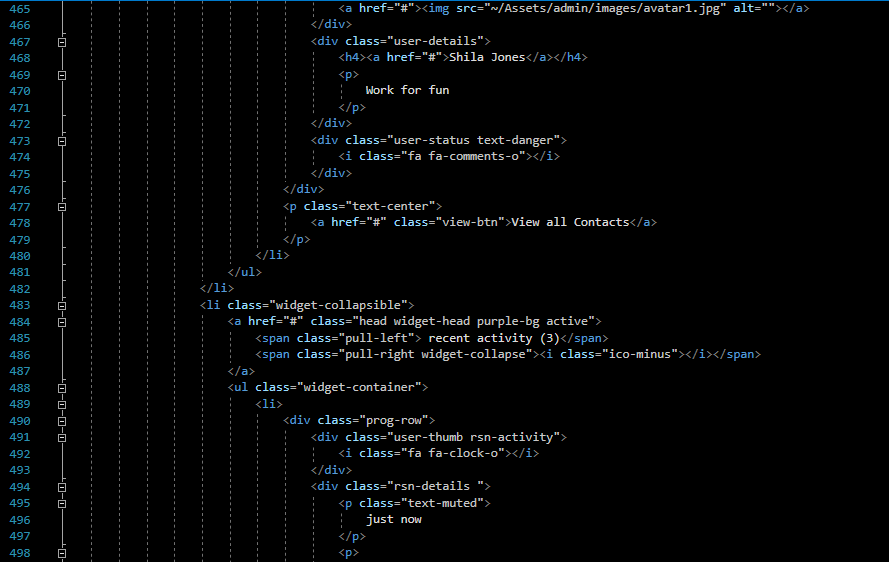 465 <a href="#"><img src="~/Assets/admin/images/avatar1.jpg" alt=""></a>
466 </div>
467 <div class="user-details">
468 <h4><a href="#">Shila Jones</a></h4>
469 <p>
470 Work for fun
471 </p>
472 </div>
473 <div class="user-status text-danger">
474 <i class="fa fa-comments-o"></i>
475 </div>
476 </div>
477 <p class="text-center">
478 <a href="#" class="view-btn">View all Contacts</a>
479 </p>
480 </li>
481 </ul>
482 </li>
483 <li class="widget-collapsible">
484 <a href="#" class="head widget-head purple-bg active">
485 <span class="pull-left"> recent activity (3)</span>
486 <span class="pull-right widget-collapse"><i class="ico-minus"></i></span>
487 </a>
488 <ul class="widget-container">
489 <li>
490 <div class="prog-row">
491 <div class="user-thumb rsn-activity">
492 <i class="fa fa-clock-o"></i>
493 </div>
494 <div class="rsn-details ">
495 <p class="text-muted">
496 just now
497 </p>
498 <p>